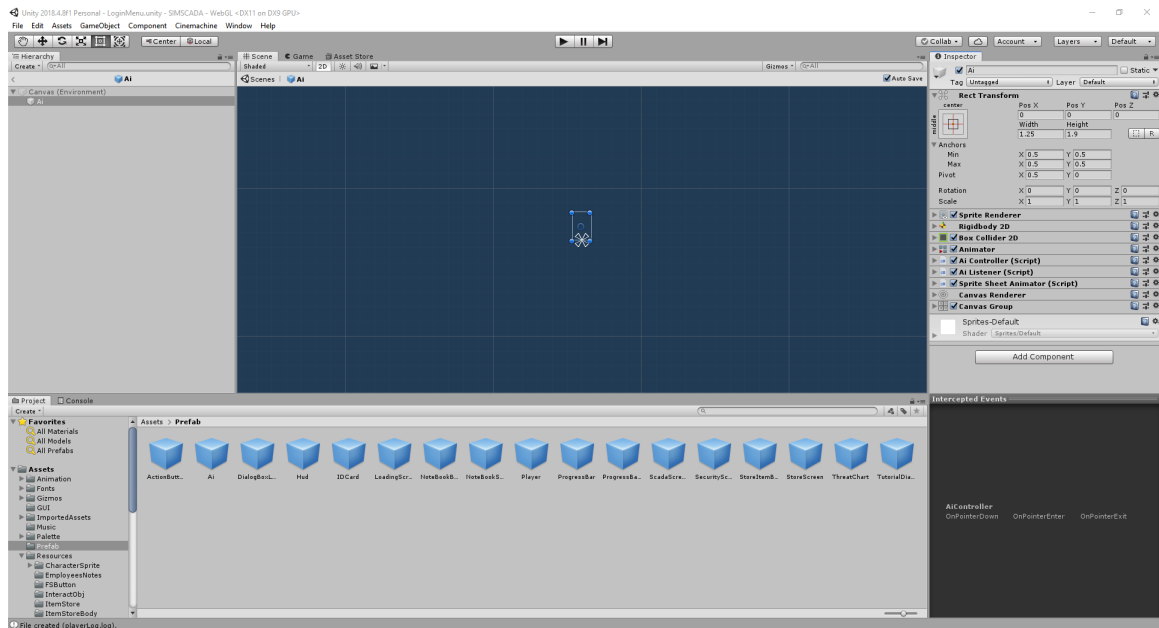 Unity 2018.4.8f1 Personal - LoginMenu.unity - SIMSCADA - WebGL <DX11 on DX9 GPU>
File Edit Assets GameObject Component Cinemachine Window Help
Center Local Collab Account Layers Default
Hierarchy
Create All
Ai
Canvas (Environment)
Ai
Scene Game Asset Store
Shaded 2D Gizmos All
Scenes Ai Auto Save
Inspector
Ai Static
Tag Untagged Layer Default
Rect Transform
center Pos X Pos Y Pos Z
middle 0 0 0
Width Height
1.25 1.9 R
Anchors
Min X 0.5 Y 0.5
Max X 0.5 Y 0.5
Pivot X 0.5 Y 0
Rotation X 0 Y 0 Z 0
Scale X 1 Y 1 Z 1
Sprite Renderer
Rigidbody 2D
Box Collider 2D
Animator
Ai Controller (Script)
Ai Listener (Script)
Sprite Sheet Animator (Script)
Canvas Renderer
Canvas Group
Sprites-Default
Shader Sprites/Default
Add Component
Project Console
Create
Favorites
All Materials
All Models
All Prefabs
Assets
Animation
Fonts
Gizmos
GUI
ImportedAssets
Music
Palette
Prefab
Resources
CharacterSprite
EmployeesNotes
FSButton
InteractObj
ItemStore
ItemStoreBody
Assets > Prefab
ActionButt... Ai DialogBoxL... Hud IDCard LoadingScr... NoteBookB... NoteBookS... Player ProgressBar ProgressBa... ScadaScre... SecuritySc... StoreItemB... StoreScreen ThreatChart TutorialDia...
Intercepted Events
AiController
OnPointerDown OnPointerEnter OnPointerExit
File created (playerLog.log).